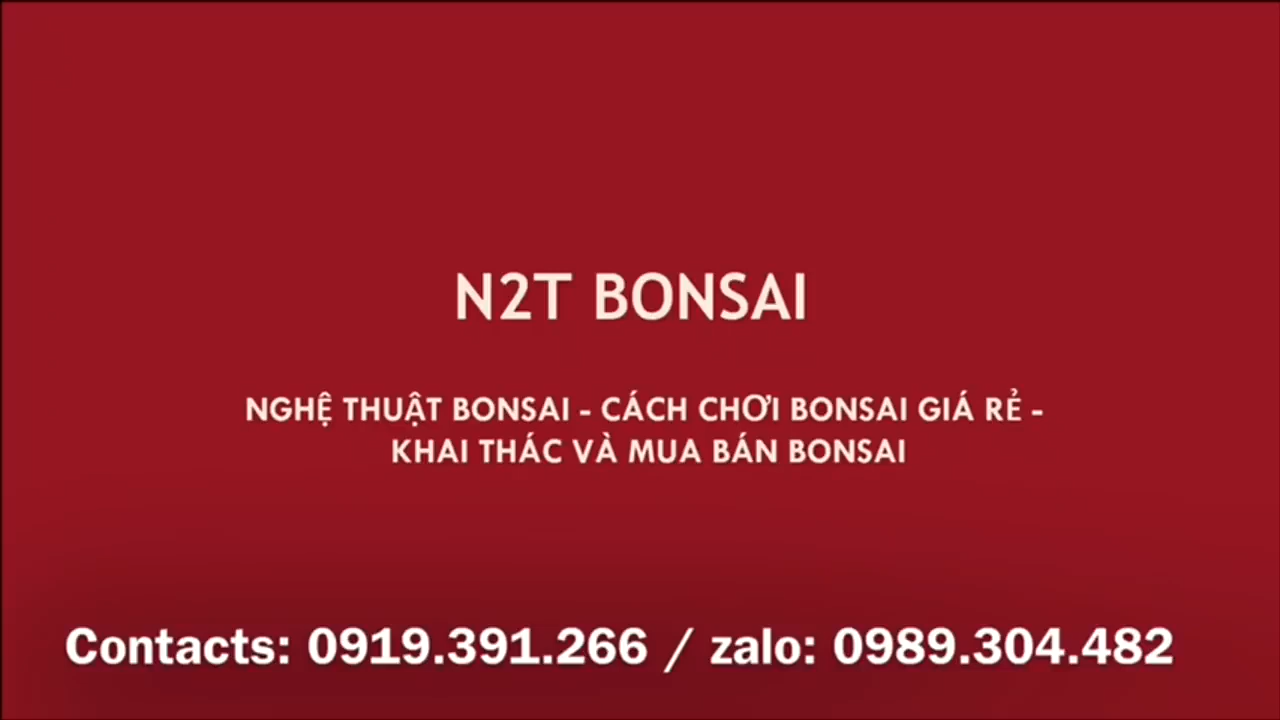 N2T BONSAI
NGHỆ THUẬT BONSAI - CÁCH CHƠI BONSAI GIÁ RẺ -
KHAI THÁC VÀ MUA BÁN BONSAI
Contacts: 0919.391.266 / zalo: 0989.304.482